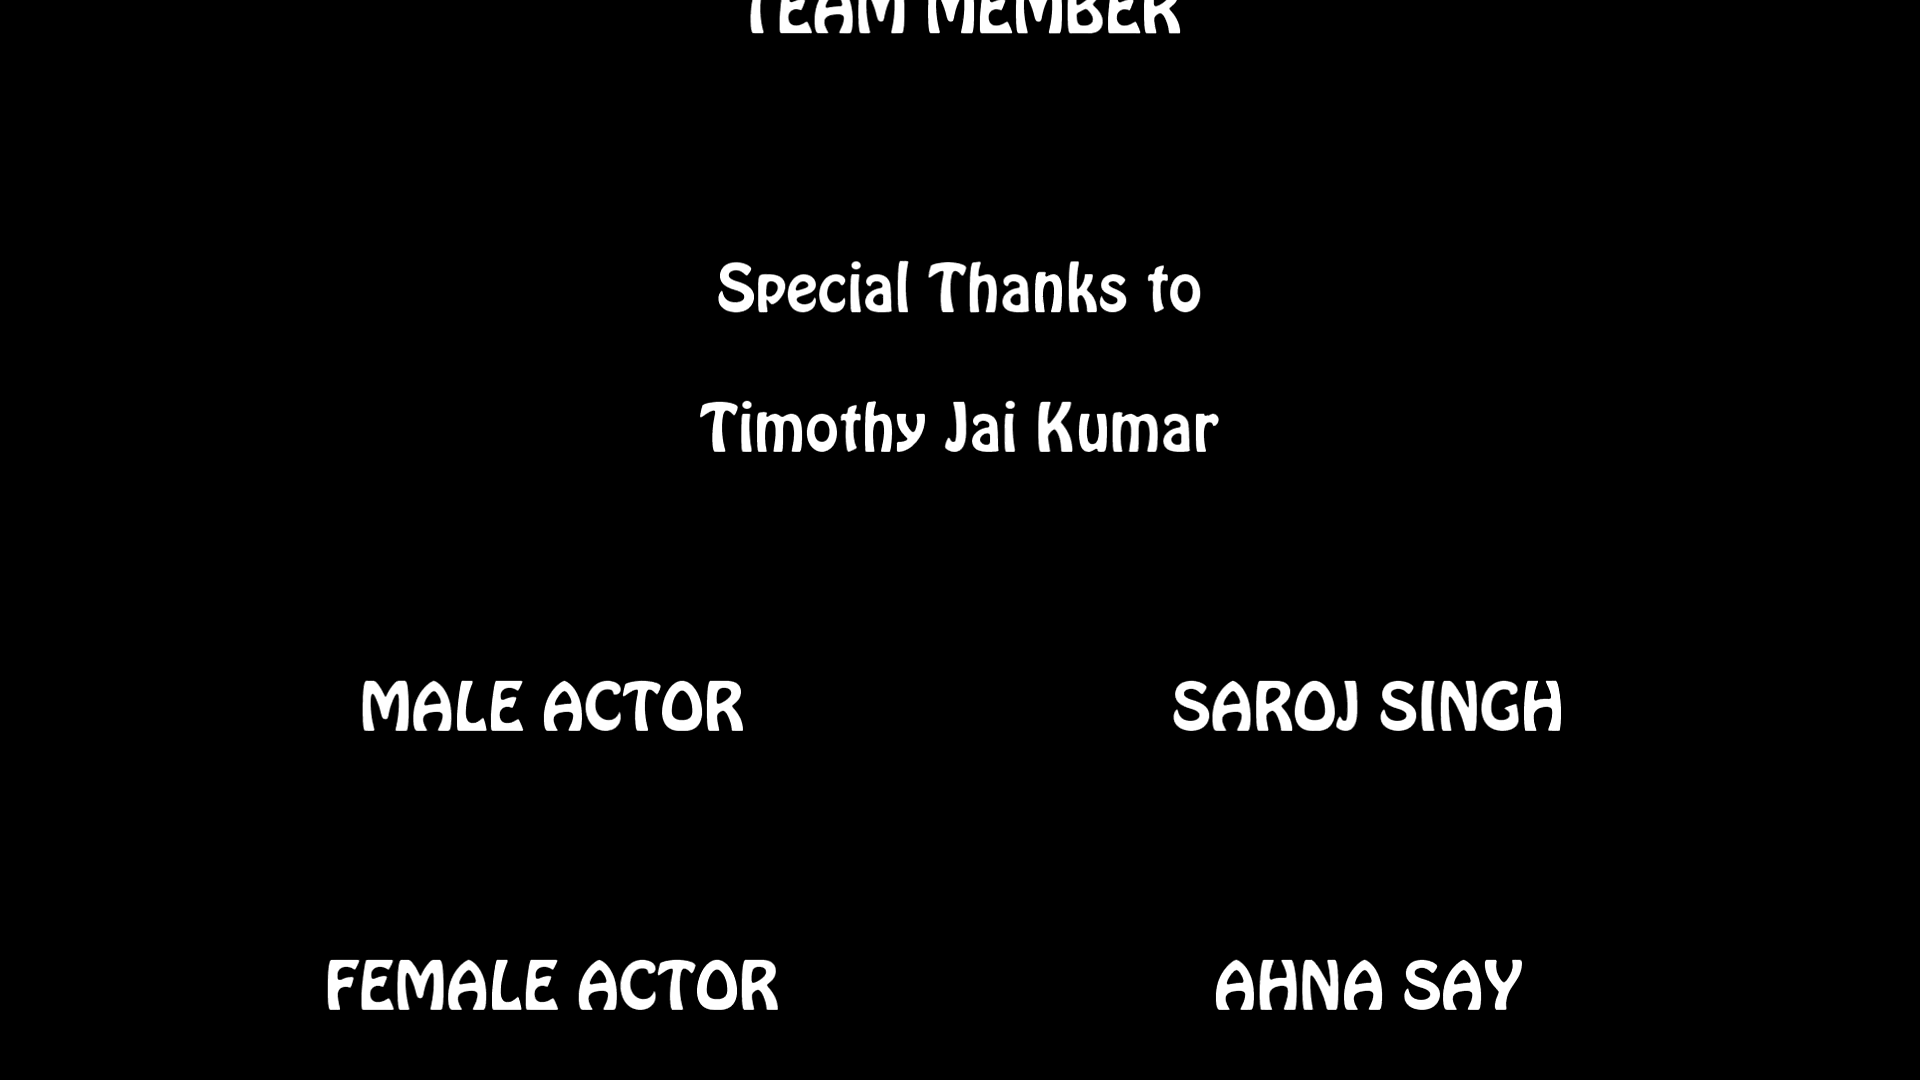 TEAM MEMBER
Special Thanks to
Timothy Jai Kumar
MALE ACTOR SAROJ SINGH
FEMALE ACTOR AHNA SAY